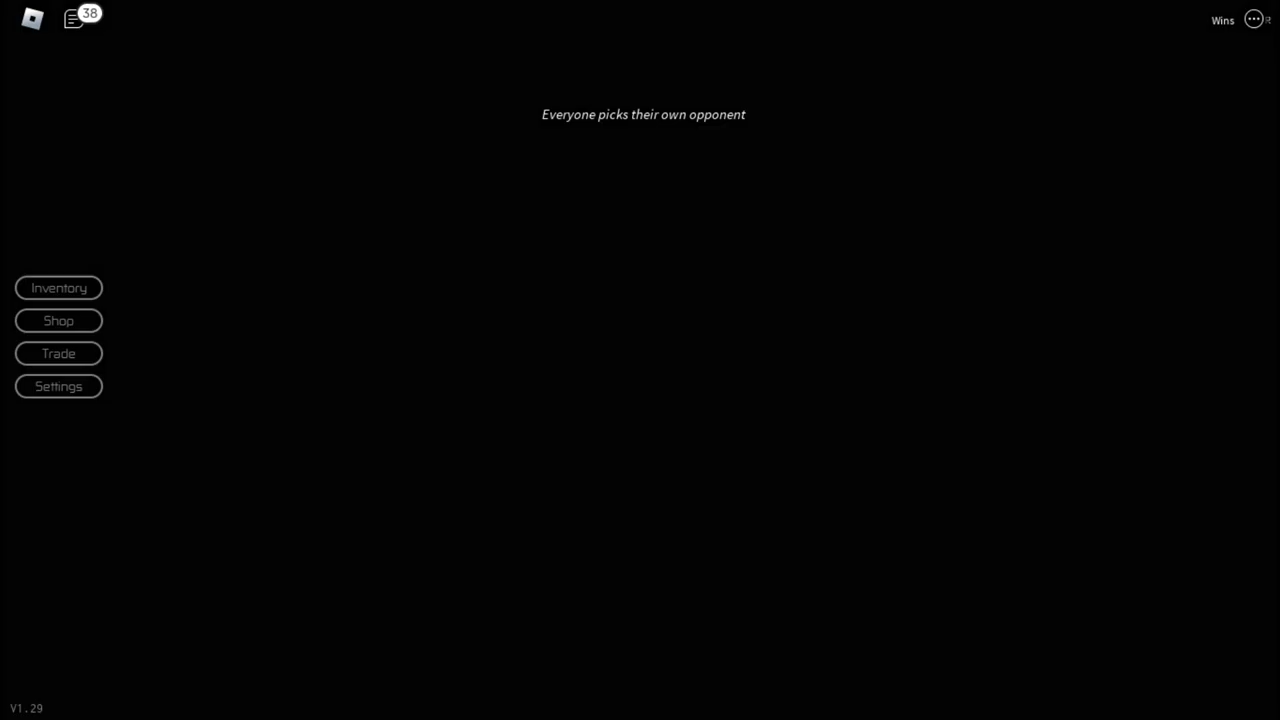 38
Wins
Everyone picks their own opponent
Inventory
Shop
Trade
Settings
V1.29